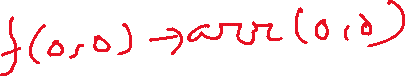 f(0,0) → arr(0,0)